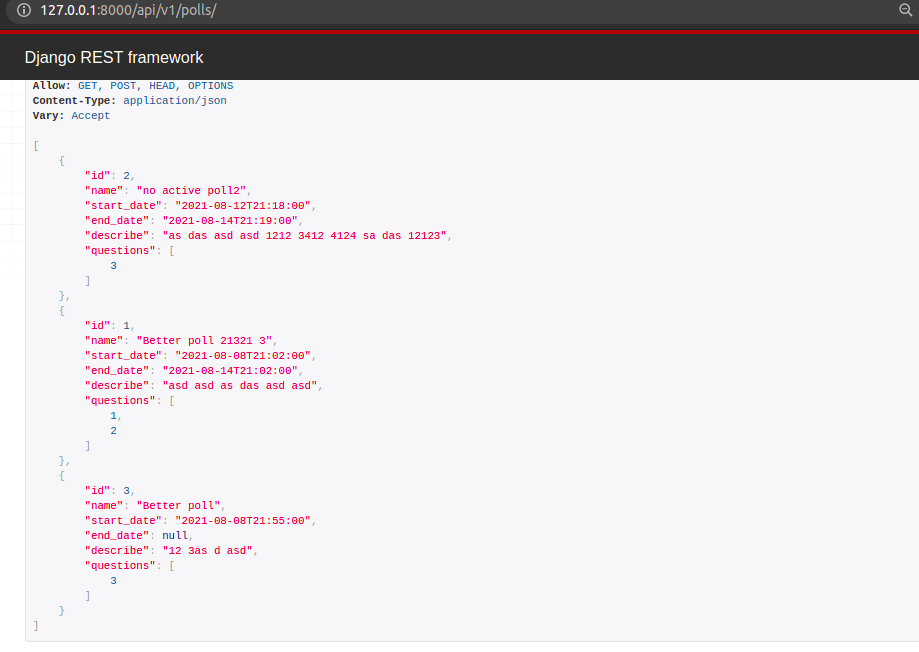 127.0.0.1:8000/api/v1/polls/
Django REST framework
Allow: GET, POST, HEAD, OPTIONS
Content-Type: application/json
Vary: Accept
[
    {
        "id": 2,
        "name": "no active poll2",
        "start_date": "2021-08-12T21:18:00",
        "end_date": "2021-08-14T21:19:00",
        "describe": "as das asd asd 1212 3412 4124 sa das 12123",
        "questions": [
            3
        ]
    },
    {
        "id": 1,
        "name": "Better poll 21321 3",
        "start_date": "2021-08-08T21:02:00",
        "end_date": "2021-08-14T21:02:00",
        "describe": "asd asd as das asd asd",
        "questions": [
            1,
            2
        ]
    },
    {
        "id": 3,
        "name": "Better poll",
        "start_date": "2021-08-08T21:55:00",
        "end_date": null,
        "describe": "12 3as d asd",
        "questions": [
            3
        ]
    }
]